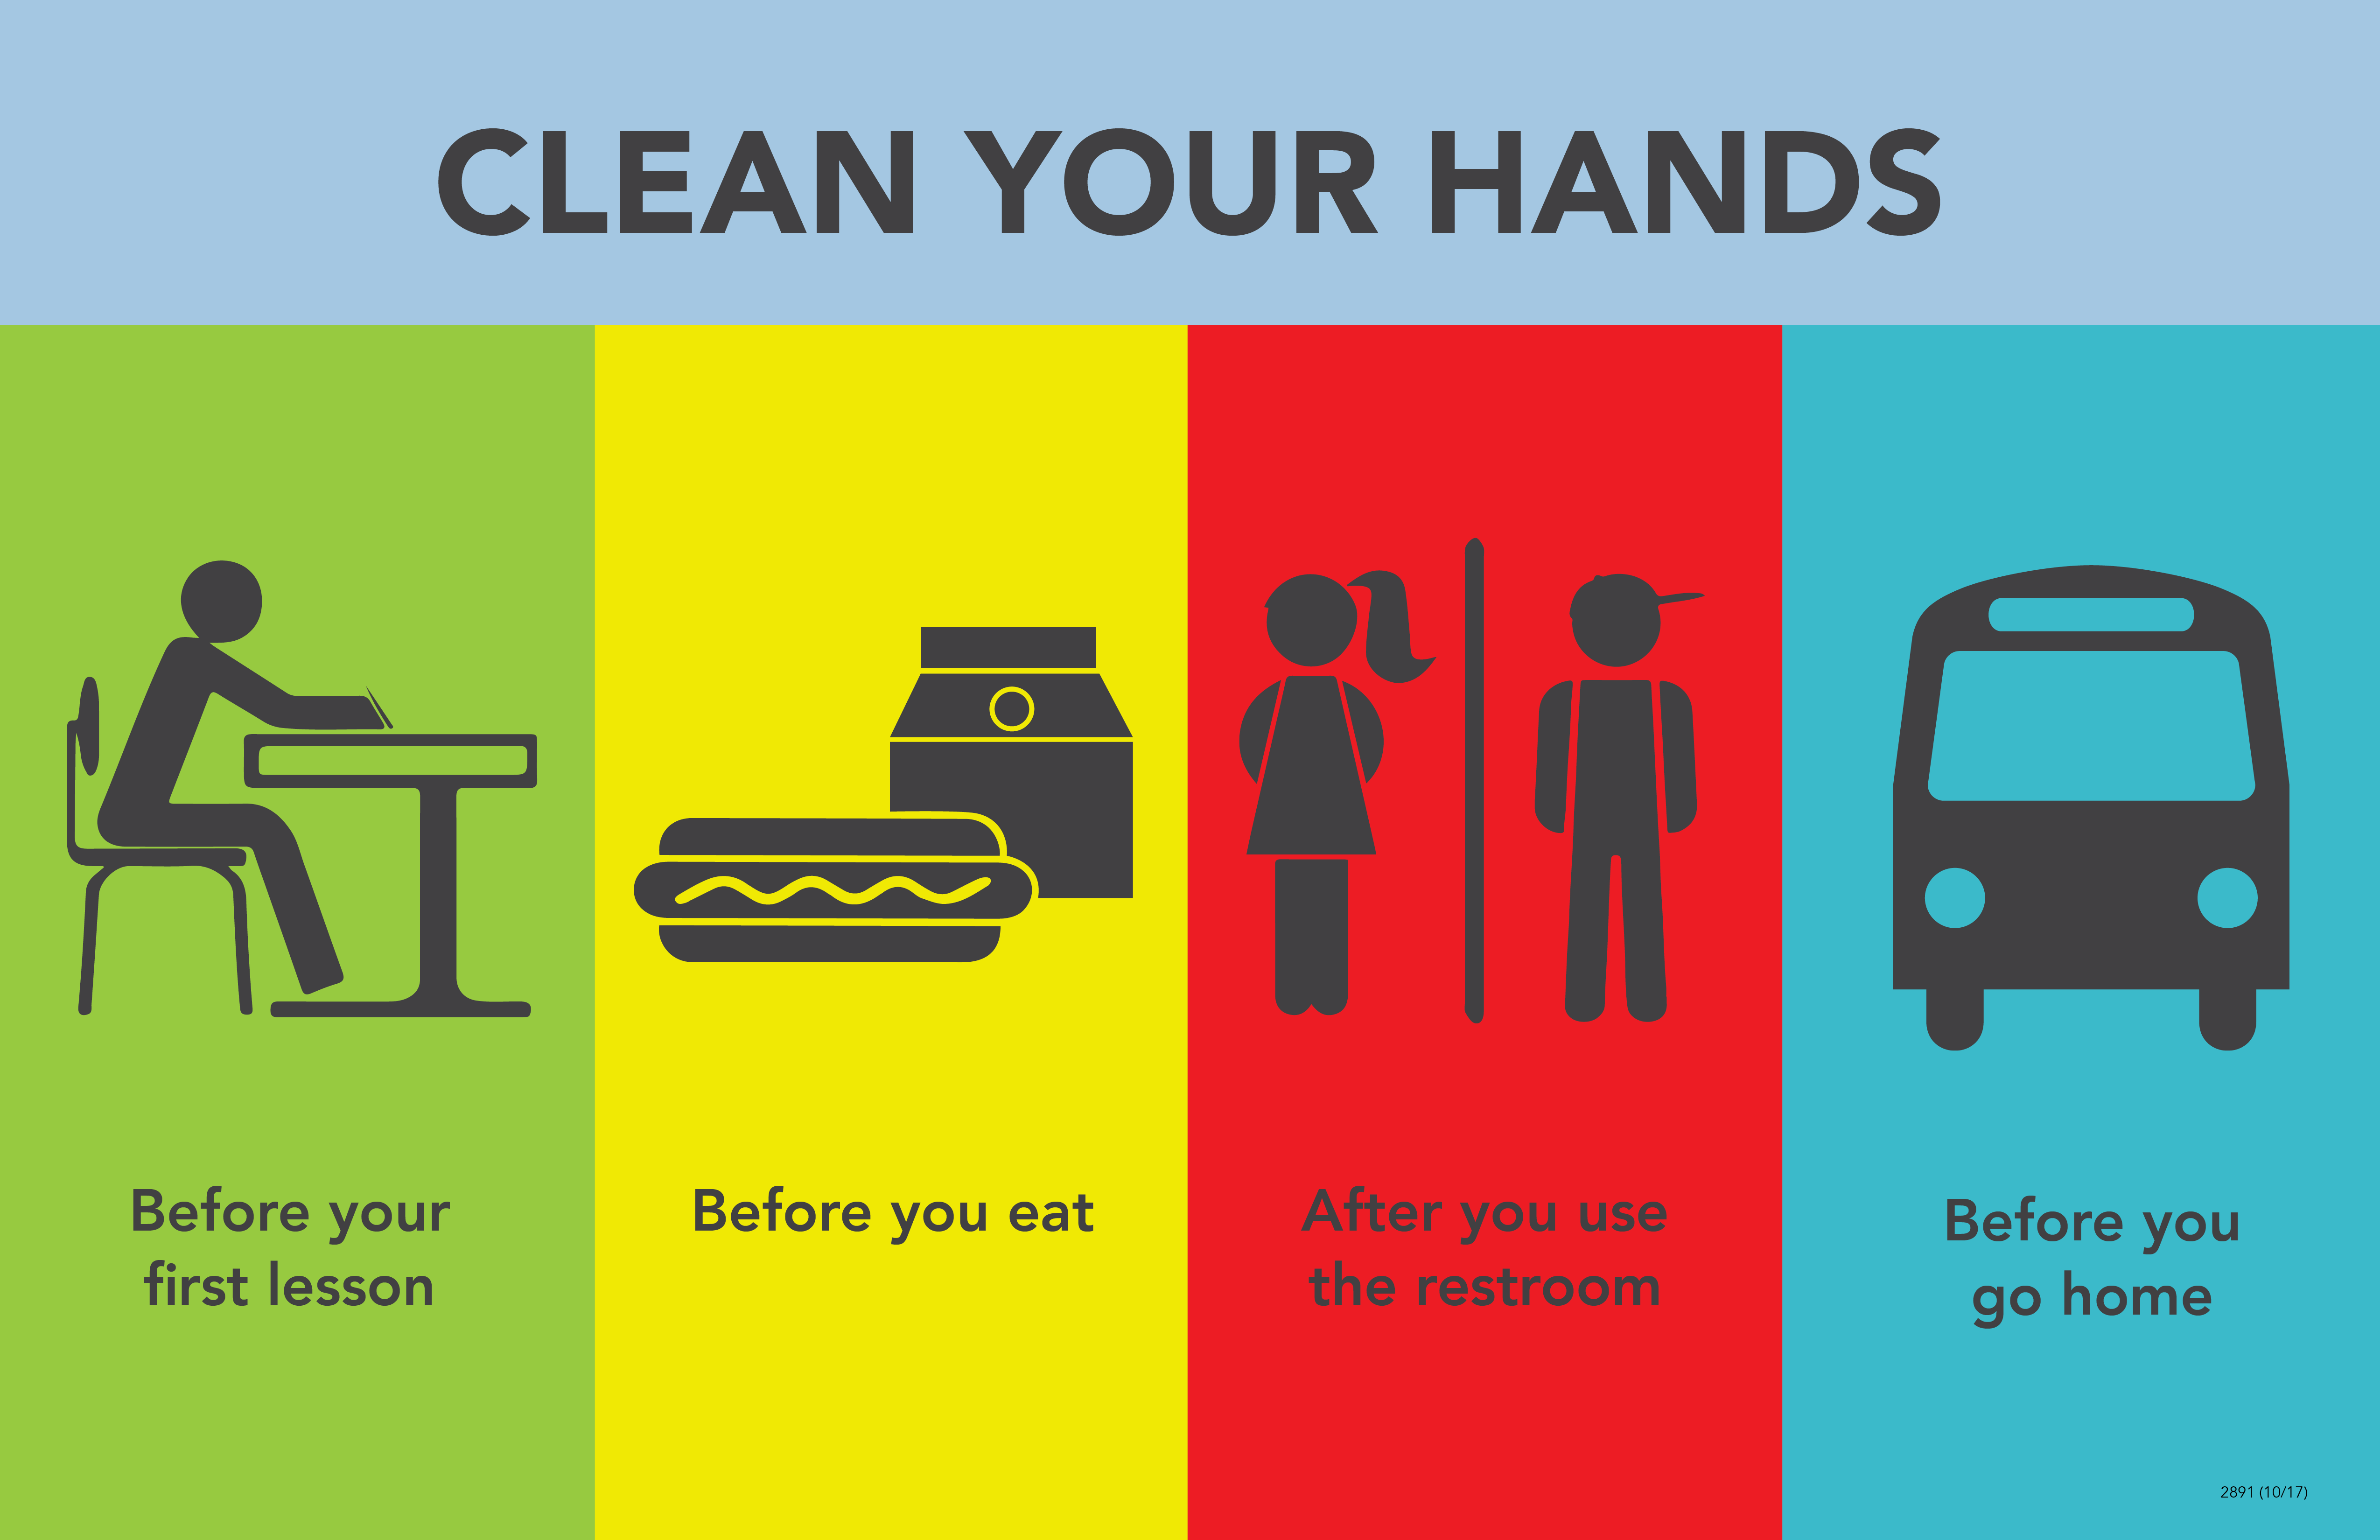 CLEAN YOUR HANDS
Before your
first lesson
Before you eat
After you use
the restroom
Before you
go home
2891 (10/17)